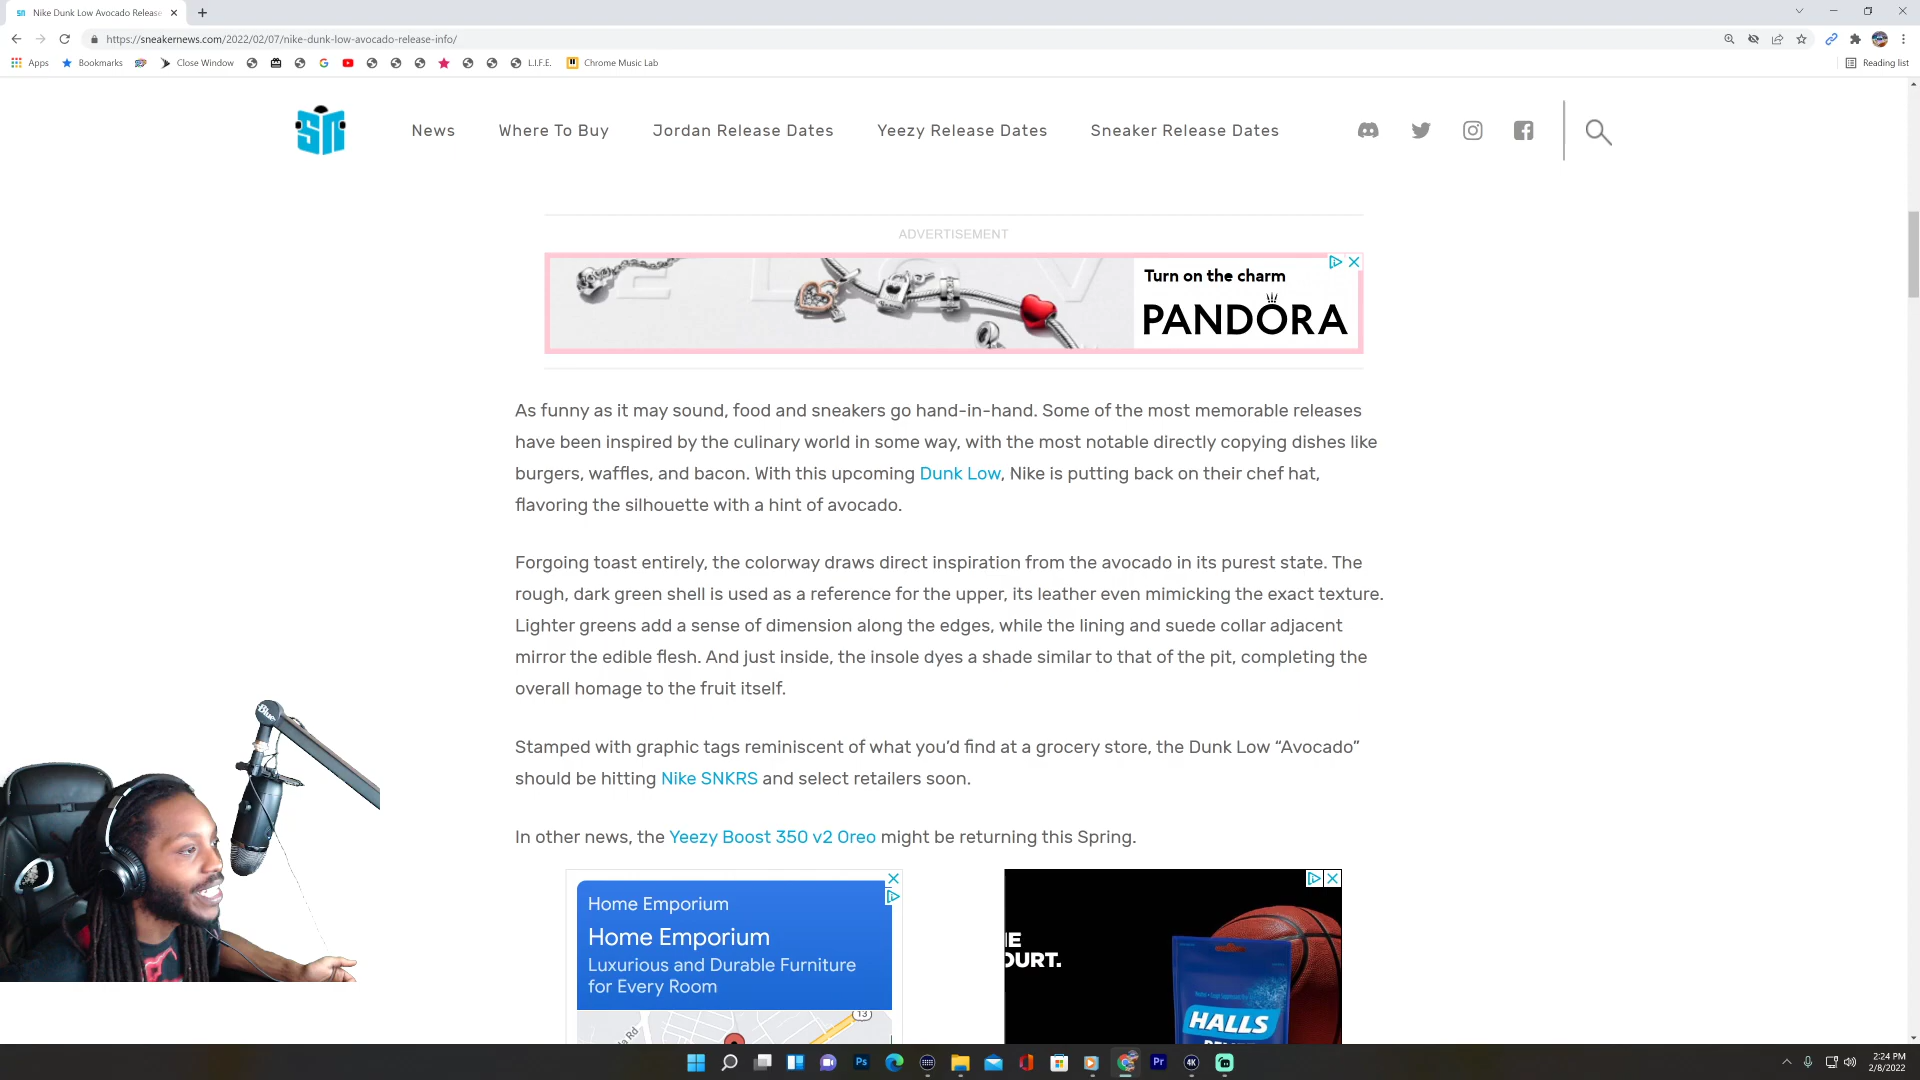 Nike Dunk Low Avocado Release
https://sneakernews.com/2022/02/07/nike-dunk-low-avocado-release-info/
Apps Bookmarks Close Window L.I.F.E. Chrome Music Lab Reading list
SN News Where To Buy Jordan Release Dates Yeezy Release Dates Sneaker Release Dates
ADVERTISEMENT
Turn on the charm
PANDORA
As funny as it may sound, food and sneakers go hand-in-hand. Some of the most memorable releases
have been inspired by the culinary world in some way, with the most notable directly copying dishes like
burgers, waffles, and bacon. With this upcoming Dunk Low, Nike is putting back on their chef hat,
flavoring the silhouette with a hint of avocado.
Forgoing toast entirely, the colorway draws direct inspiration from the avocado in its purest state. The
rough, dark green shell is used as a reference for the upper, its leather even mimicking the exact texture.
Lighter greens add a sense of dimension along the edges, while the lining and suede collar adjacent
mirror the edible flesh. And just inside, the insole dyes a shade similar to that of the pit, completing the
overall homage to the fruit itself.
Stamped with graphic tags reminiscent of what you’d find at a grocery store, the Dunk Low “Avocado”
should be hitting Nike SNKRS and select retailers soon.
In other news, the Yeezy Boost 350 v2 Oreo might be returning this Spring.
Blue
Home Emporium
Home Emporium
Luxurious and Durable Furniture
for Every Room
13
IE
OURT.
HALLS
Ps
Pr
4K
2:24 PM
2/8/2022